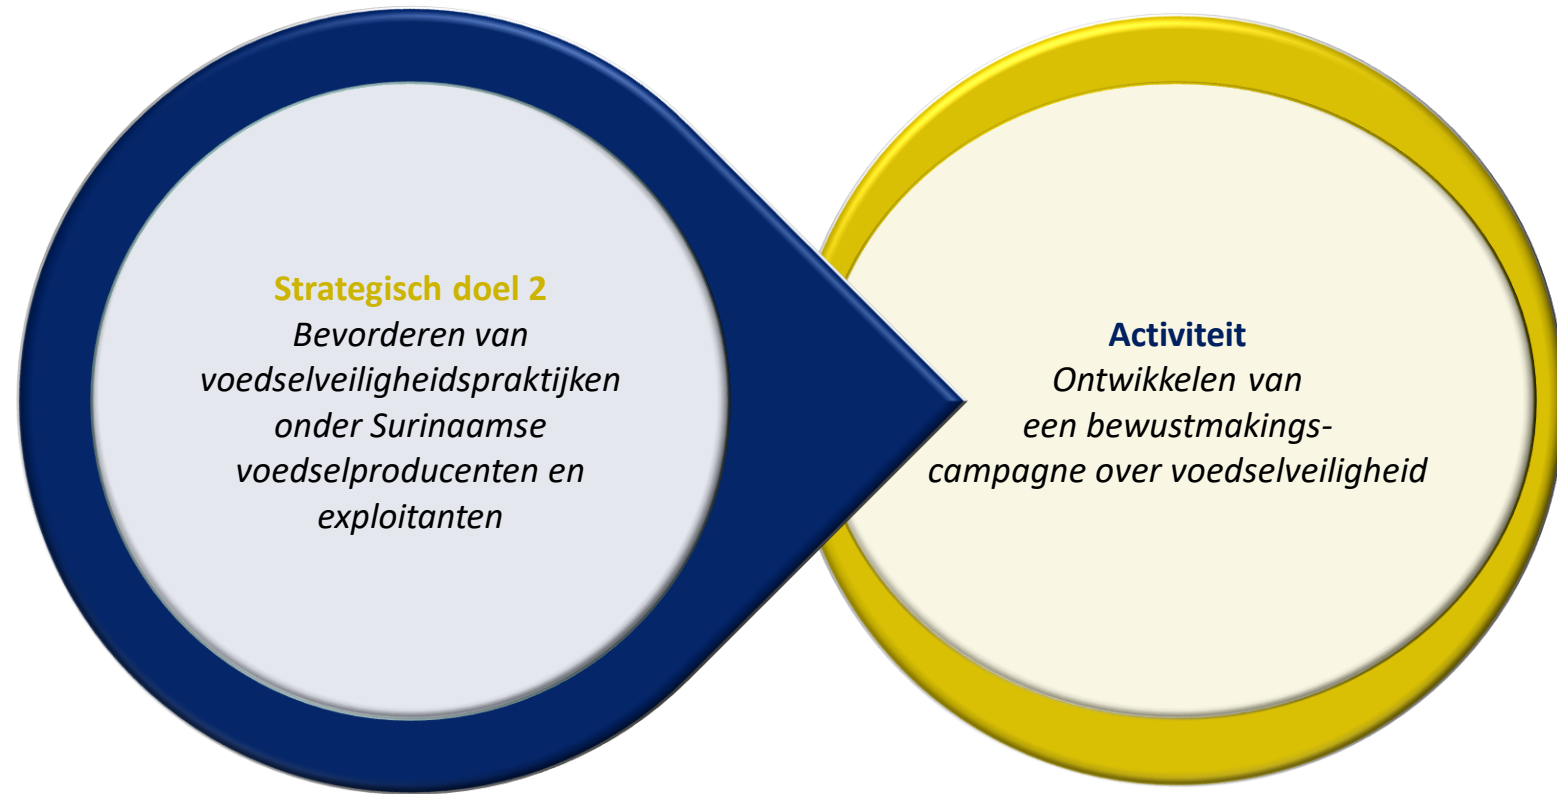 Strategisch doel 2
Bevorderen van
voedselveiligheidspraktijken
onder Surinaamse
voedselproducenten en
exploitanten
Activiteit
Ontwikkelen van
een bewustmakings-
campagne over voedselveiligheid